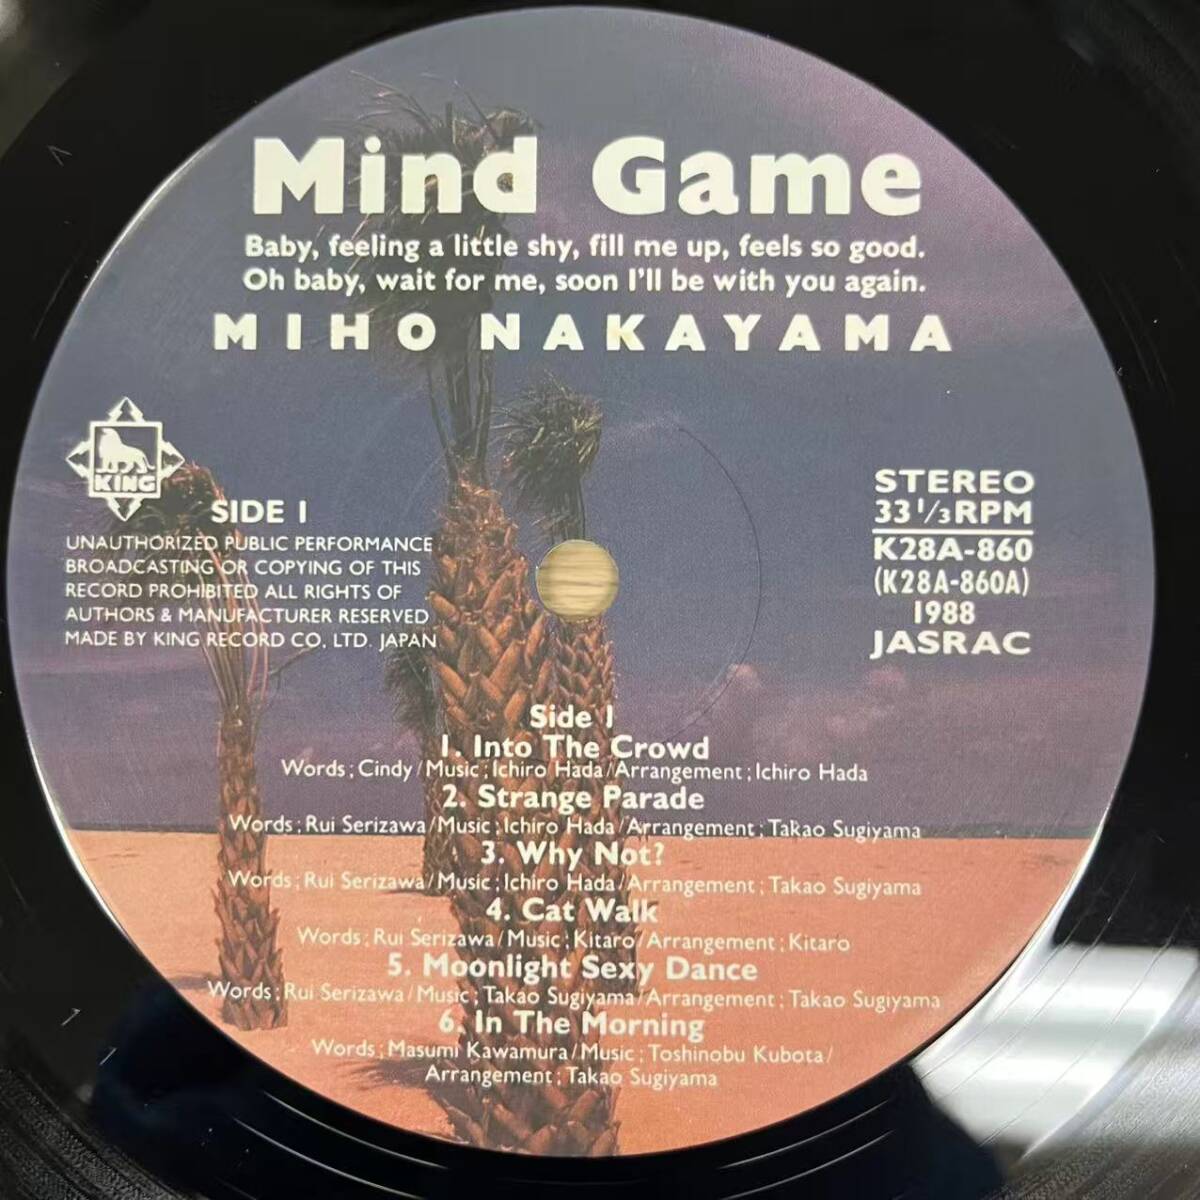 Mind Game
Baby, feeling a little shy, fill me up, feels so good.
Oh baby, wait for me, soon I'll be with you again.
MIHO NAKAYAMA
KING
SIDE 1
UNAUTHORIZED PUBLIC PERFORMANCE
BROADCASTING OR COPYING OF THIS
RECORD PROHIBITED ALL RIGHTS OF
AUTHORS & MANUFACTURER RESERVED
MADE BY KING RECORD CO, LTD. JAPAN
STEREO
33 1/3 RPM
K28A-860
(K28A-860A)
1988
JASRAC
Side 1
1. Into The Crowd
Words ; Cindy / Music ; Ichiro Hada / Arrangement ; Ichiro Hada
2. Strange Parade
Words ; Rui Serizawa / Music ; Ichiro Hada / Arrangement ; Takao Sugiyama
3. Why Not?
Words ; Rui Serizawa / Music ; Ichiro Hada / Arrangement ; Takao Sugiyama
4. Cat Walk
Words ; Rui Serizawa / Music ; Kitaro / Arrangement ; Kitaro
5. Moonlight Sexy Dance
Words ; Rui Serizawa / Music ; Takao Sugiyama / Arrangement ; Takao Sugiyama
6. In The Morning
Words ; Masumi Kawamura / Music ; Toshinobu Kubota /
Arrangement ; Takao Sugiyama